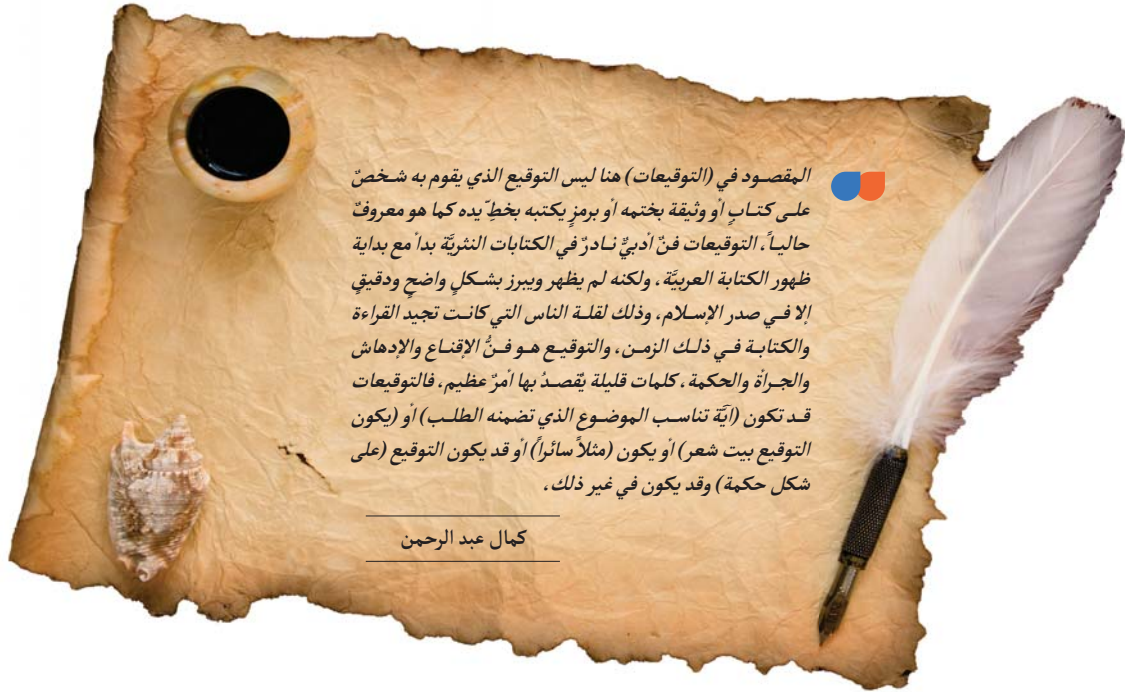 المقصود في (التوقيعات) هنا ليس التوقيع الذي يقوم به شخصٌ
على كتابٍ أو وثيقة بختمه أو برمزٍ يكتبه بخطِّ يده كما هو معروفٌ
حالياً، التوقيعات فنٌ أدبيٌّ نادرٌ في الكتابات النثريَّة بدأ مع بداية
ظهور الكتابة العربيَّة، ولكنه لم يظهر ويبرز بشكلٍ واضحٍ ودقيقٍ
إلا في صدر الإسلام، وذلك لقلة الناس التي كانت تجيد القراءة
والكتابة في ذلك الزمن، والتوقيع هو فنُّ الإقناع والإدهاش
والجرأة والحكمة، كلمات قليلة يُقصدُ بها أمرٌ عظيم، فالتوقيعات
قد تكون (آيَّة تناسب الموضوع الذي تضمنه الطلب) أو (يكون
التوقيع بيت شعر) أو يكون (مثلاً سائراً) أو قد يكون التوقيع (على
شكل حكمة) وقد يكون في غير ذلك،
كمال عبد الرحمن